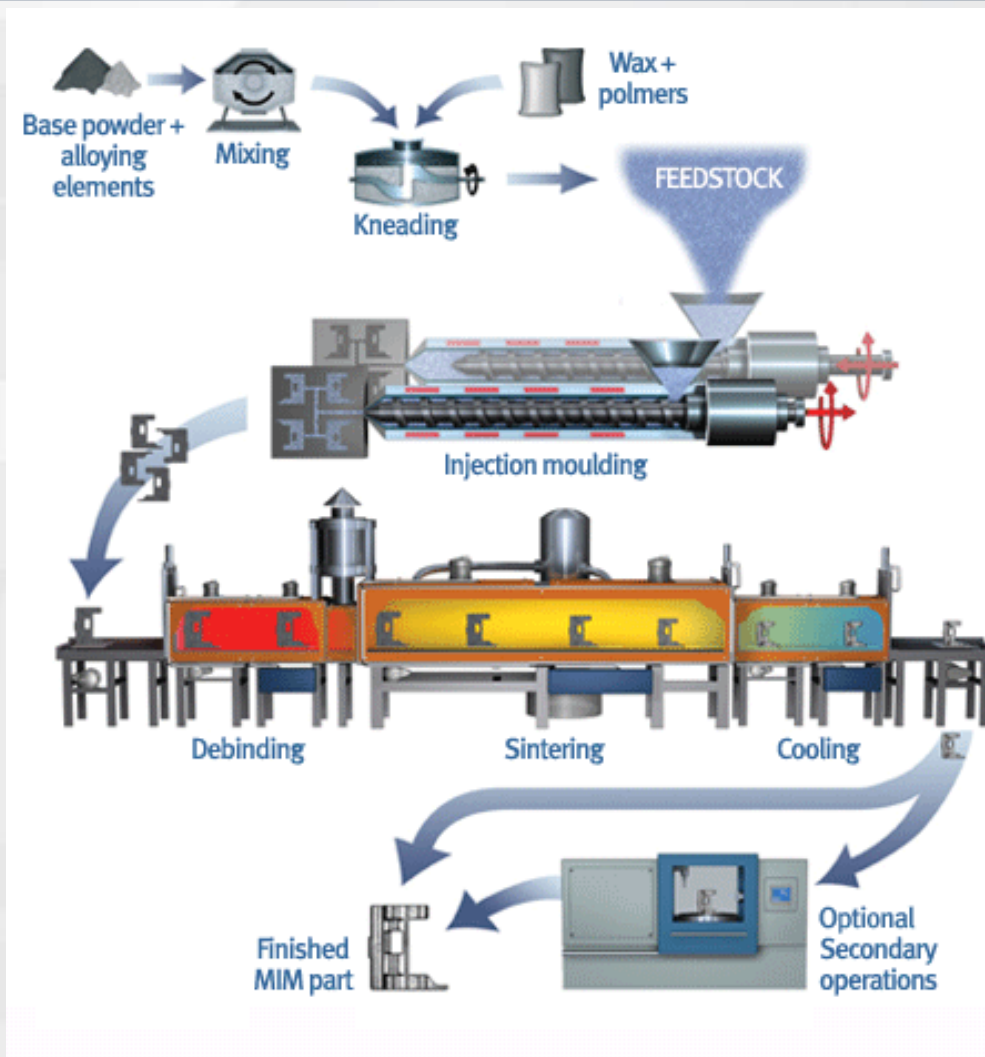 Base powder +
alloying
elements
Mixing
Wax +
polmers
Kneading
FEEDSTOCK
Injection moulding
Debinding
Sintering
Cooling
Finished
MIM part
Optional
Secondary
operations